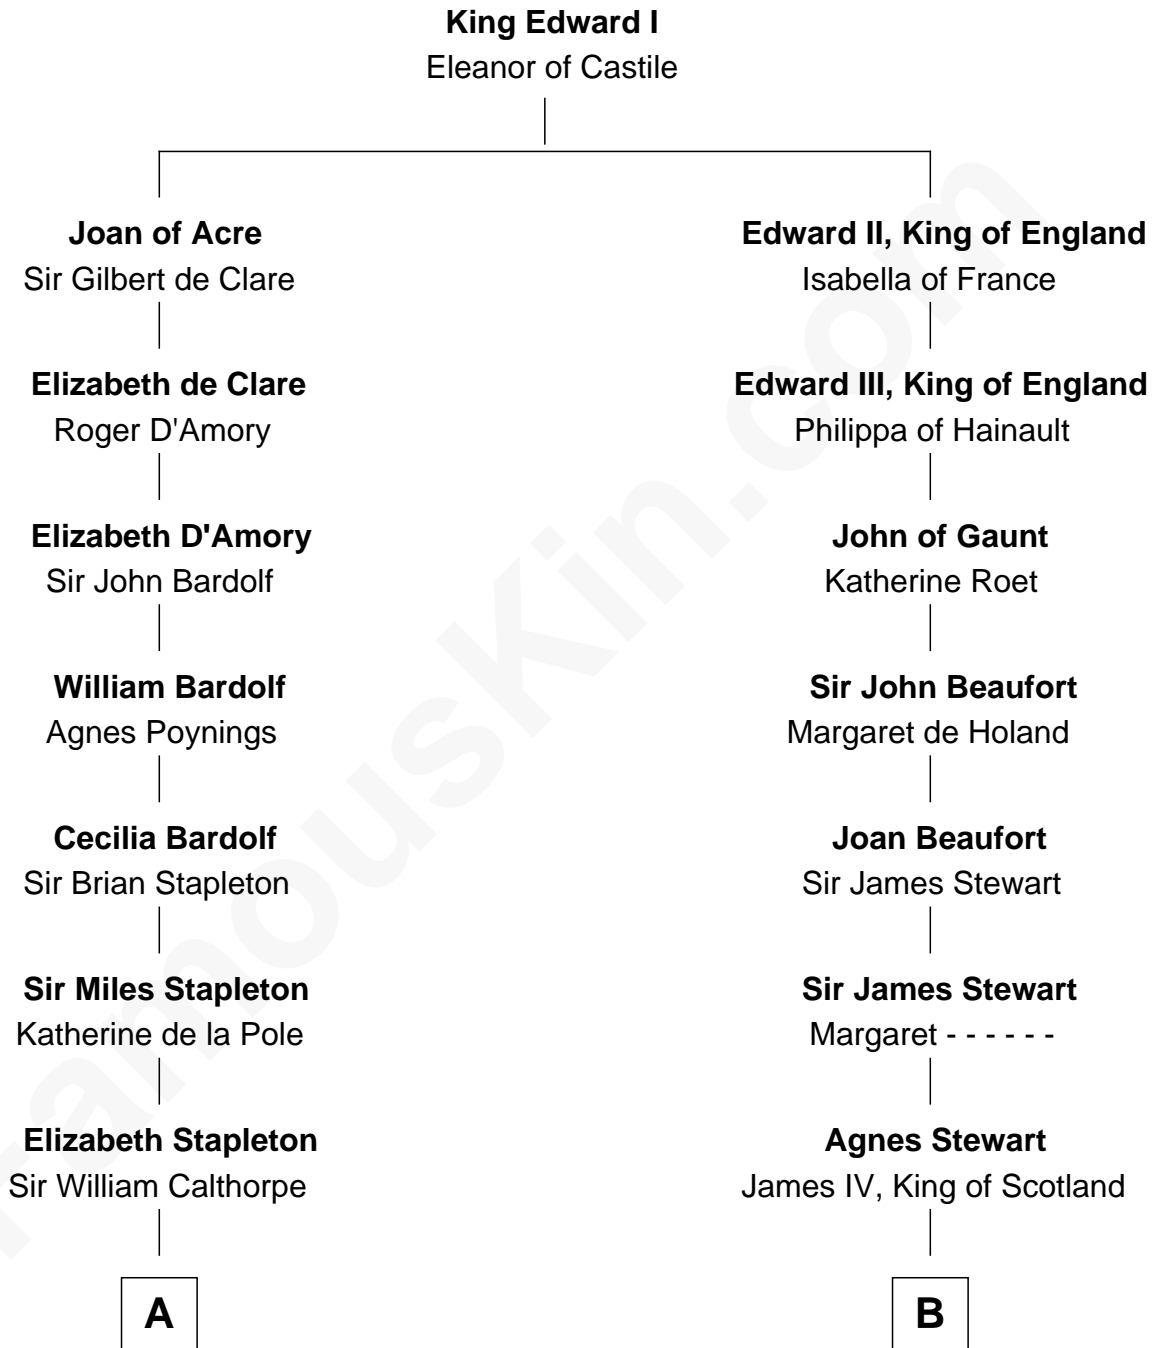 King Edward I
Eleanor of Castile
Joan of Acre
Sir Gilbert de Clare
Edward II, King of England
Isabella of France
Elizabeth de Clare
Roger D'Amory
Edward III, King of England
Philippa of Hainault
Elizabeth D'Amory
Sir John Bardolf
John of Gaunt
Katherine Roet
William Bardolf
Agnes Poynings
Sir John Beaufort
Margaret de Holand
Cecilia Bardolf
Sir Brian Stapleton
Joan Beaufort
Sir James Stewart
Sir Miles Stapleton
Katherine de la Pole
Sir James Stewart
Margaret - - - - - -
Elizabeth Stapleton
Sir William Calthorpe
Agnes Stewart
James IV, King of Scotland
A
B
FamousKin.com